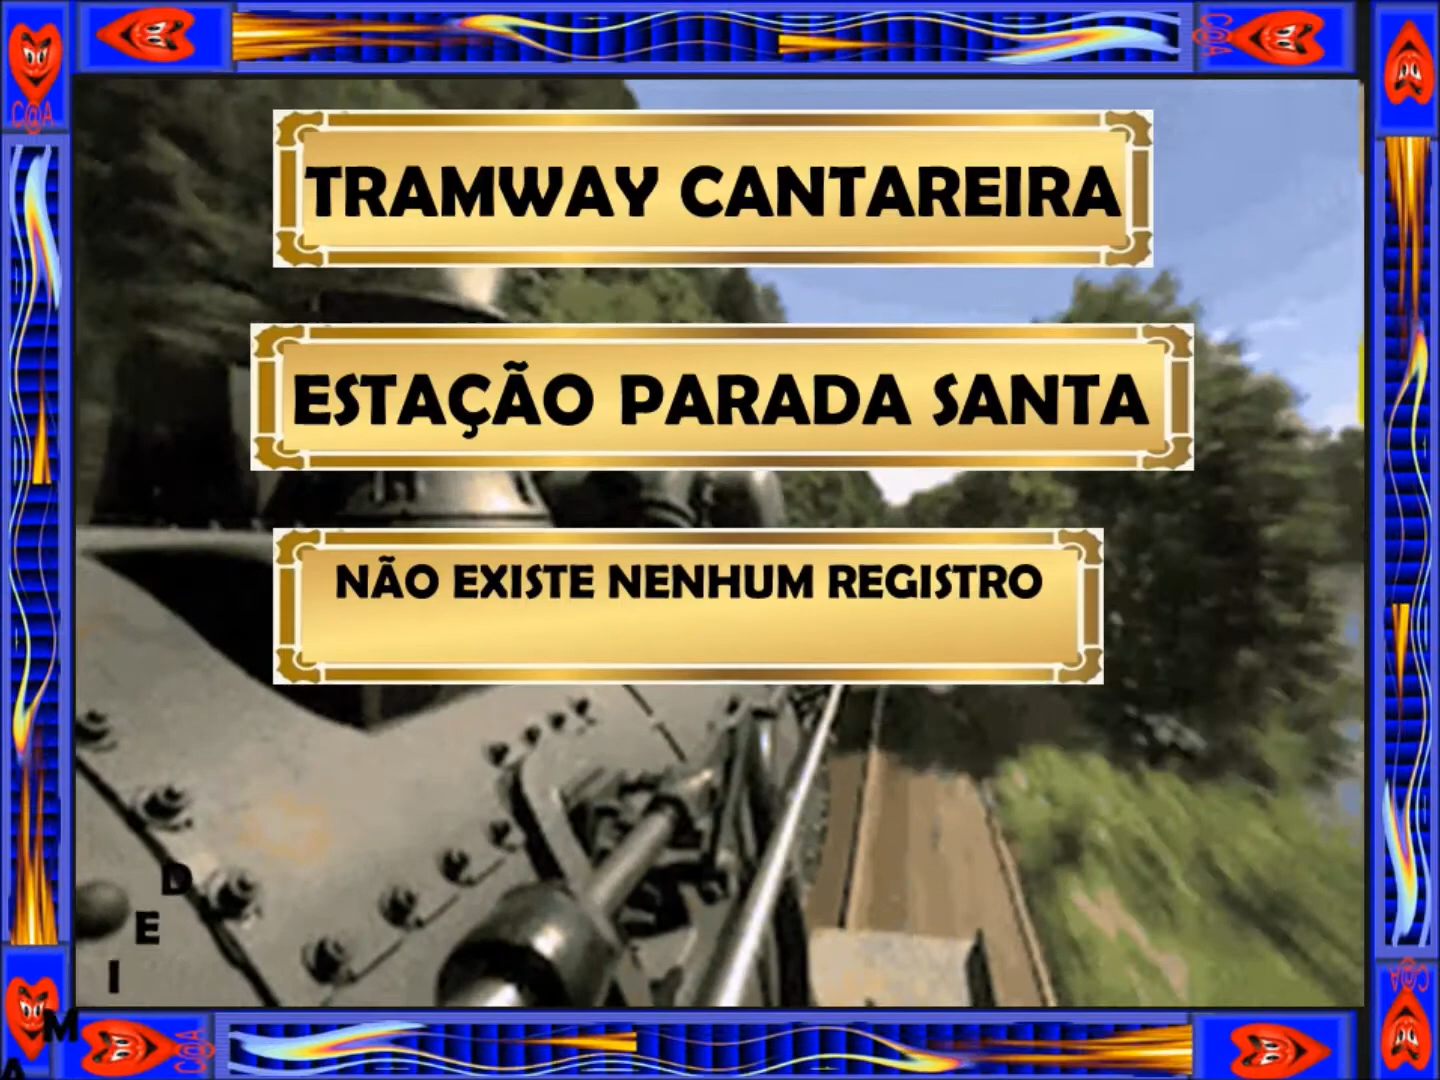 TRAMWAY CANTAREIRA
ESTAÇÃO PARADA SANTA
NÃO EXISTE NENHUM REGISTRO
D
E
I
M
A
C@A
C@A
C@A
C@A